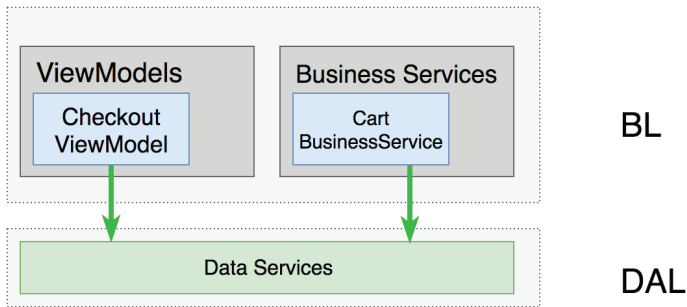 ViewModels
Checkout
ViewModel
Business Services
Cart
BusinessService
BL
Data Services
DAL